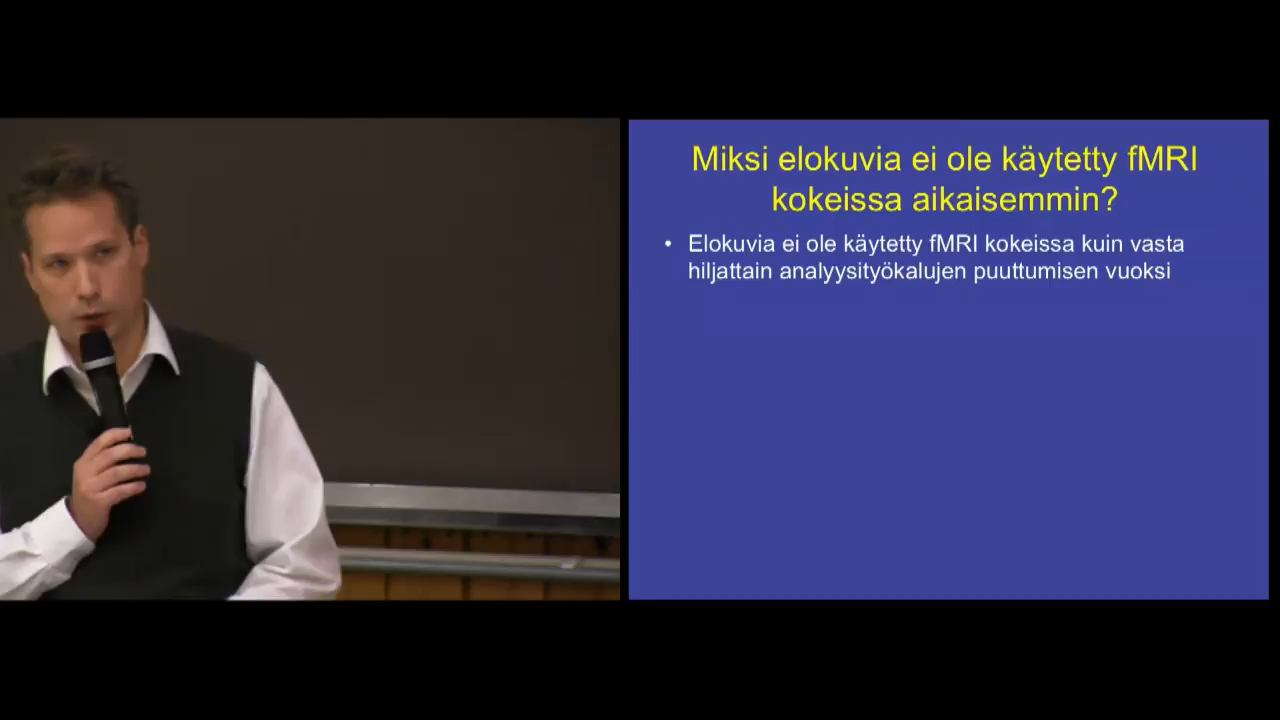 Miksi elokuvia ei ole käytetty fMRI
kokeissa aikaisemmin?
• Elokuvia ei ole käytetty fMRI kokeissa kuin vasta
hiljattain analyysityökalujen puuttumisen vuoksi